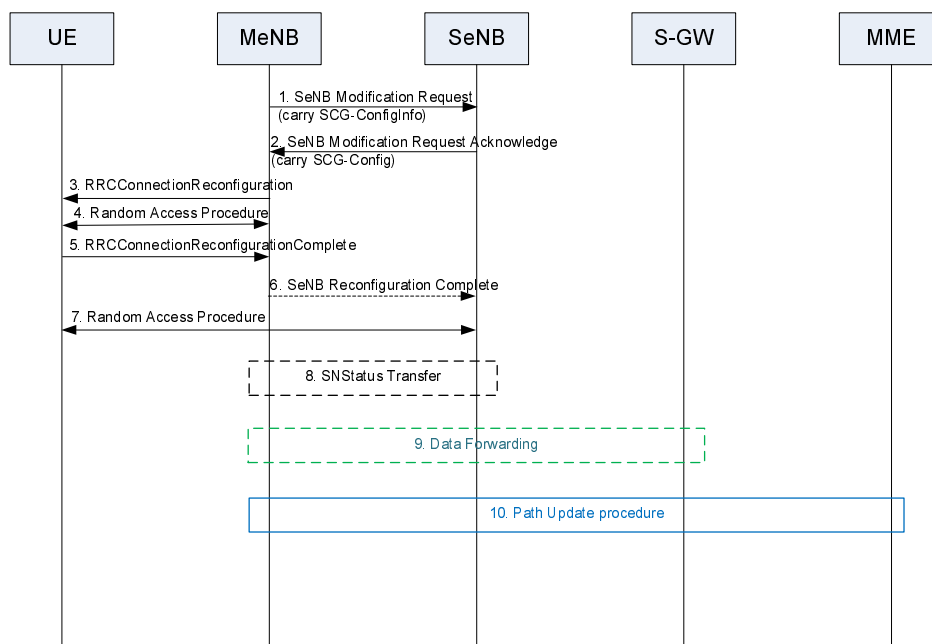 UE MeNB SeNB S-GW MME
1. SeNB Modification Request
(carry SCG-ConfigInfo)
2. SeNB Modification Request Acknowledge
(carry SCG-Config)
3. RRCConnectionReconfiguration
4. Random Access Procedure
5. RRCConnectionReconfigurationComplete
6. SeNB Reconfiguration Complete
7. Random Access Procedure
8. SNStatus Transfer
9. Data Forwarding
10. Path Update procedure